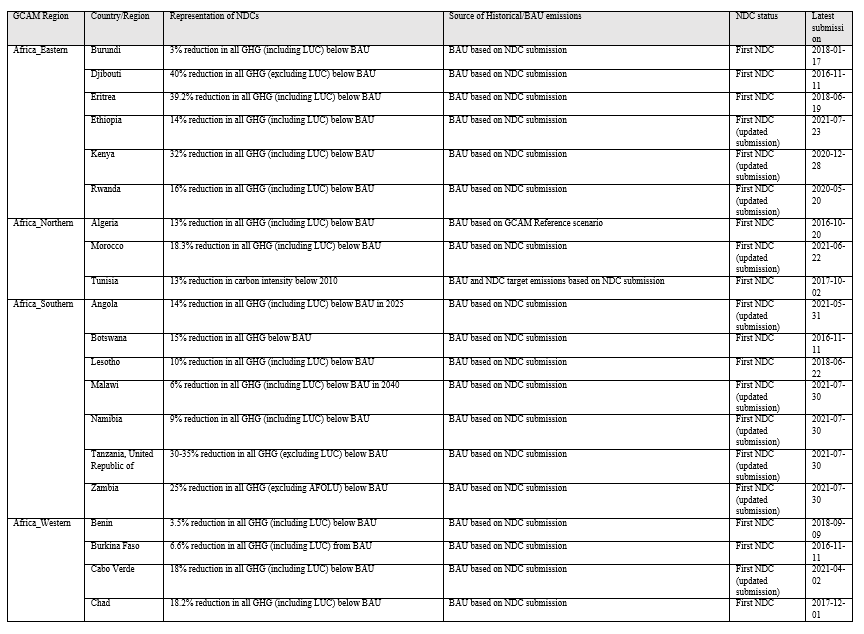 GCAM Region Country/Region Representation of NDCs Source of Historical/BAU emissions NDC status Latest
submissi
on
Africa_Eastern Burundi 3% reduction in all GHG (including LUC) below BAU BAU based on NDC submission First NDC 2018-01-
17
Djibouti 40% reduction in all GHG (excluding LUC) below BAU BAU based on NDC submission First NDC 2016-11-
11
Eritrea 39.2% reduction in all GHG (including LUC) below BAU BAU based on NDC submission First NDC 2018-06-
19
Ethiopia 14% reduction in all GHG (including LUC) below BAU BAU based on NDC submission First NDC 2021-07-
(updated 23
submission)
Kenya 32% reduction in all GHG (including LUC) below BAU BAU based on NDC submission First NDC 2020-12-
(updated 28
submission)
Rwanda 16% reduction in all GHG (including LUC) below BAU BAU based on NDC submission First NDC 2020-05-
(updated 20
submission)
Africa_Northern Algeria 13% reduction in all GHG (including LUC) below BAU BAU based on GCAM Reference scenario First NDC 2016-10-
20
Morocco 18.3% reduction in all GHG (including LUC) below BAU BAU based on NDC submission First NDC 2021-06-
(updated 22
submission)
Tunisia 13% reduction in carbon intensity below 2010 BAU and NDC target emissions based on NDC submission First NDC 2017-10-
02
Africa_Southern Angola 14% reduction in all GHG (including LUC) below BAU in 2025 BAU based on NDC submission First NDC 2021-05-
(updated 31
submission)
Botswana 15% reduction in all GHG below BAU BAU based on NDC submission First NDC 2016-11-
11
Lesotho 10% reduction in all GHG (including LUC) below BAU BAU based on NDC submission First NDC 2018-06-
22
Malawi 6% reduction in all GHG (including LUC) below BAU in 2040 BAU based on NDC submission First NDC 2021-07-
(updated 30
submission)
Namibia 9% reduction in all GHG (including LUC) below BAU BAU based on NDC submission First NDC 2021-07-
(updated 30
submission)
Tanzania, United 30-35% reduction in all GHG (excluding LUC) below BAU BAU based on NDC submission First NDC 2021-07-
Republic of (updated 30
submission)
Zambia 25% reduction in all GHG (excluding AFOLU) below BAU BAU based on NDC submission First NDC 2021-07-
(updated 30
submission)
Africa_Western Benin 3.5% reduction in all GHG (including LUC) below BAU BAU based on NDC submission First NDC 2018-09-
09
Burkina Faso 6.6% reduction in all GHG (including LUC) from BAU BAU based on NDC submission First NDC 2016-11-
11
Cabo Verde 18% reduction in all GHG (including LUC) below BAU BAU based on NDC submission First NDC 2021-04-
(updated 02
submission)
Chad 18.2% reduction in all GHG (including LUC) below BAU BAU based on NDC submission First NDC 2017-12-
01